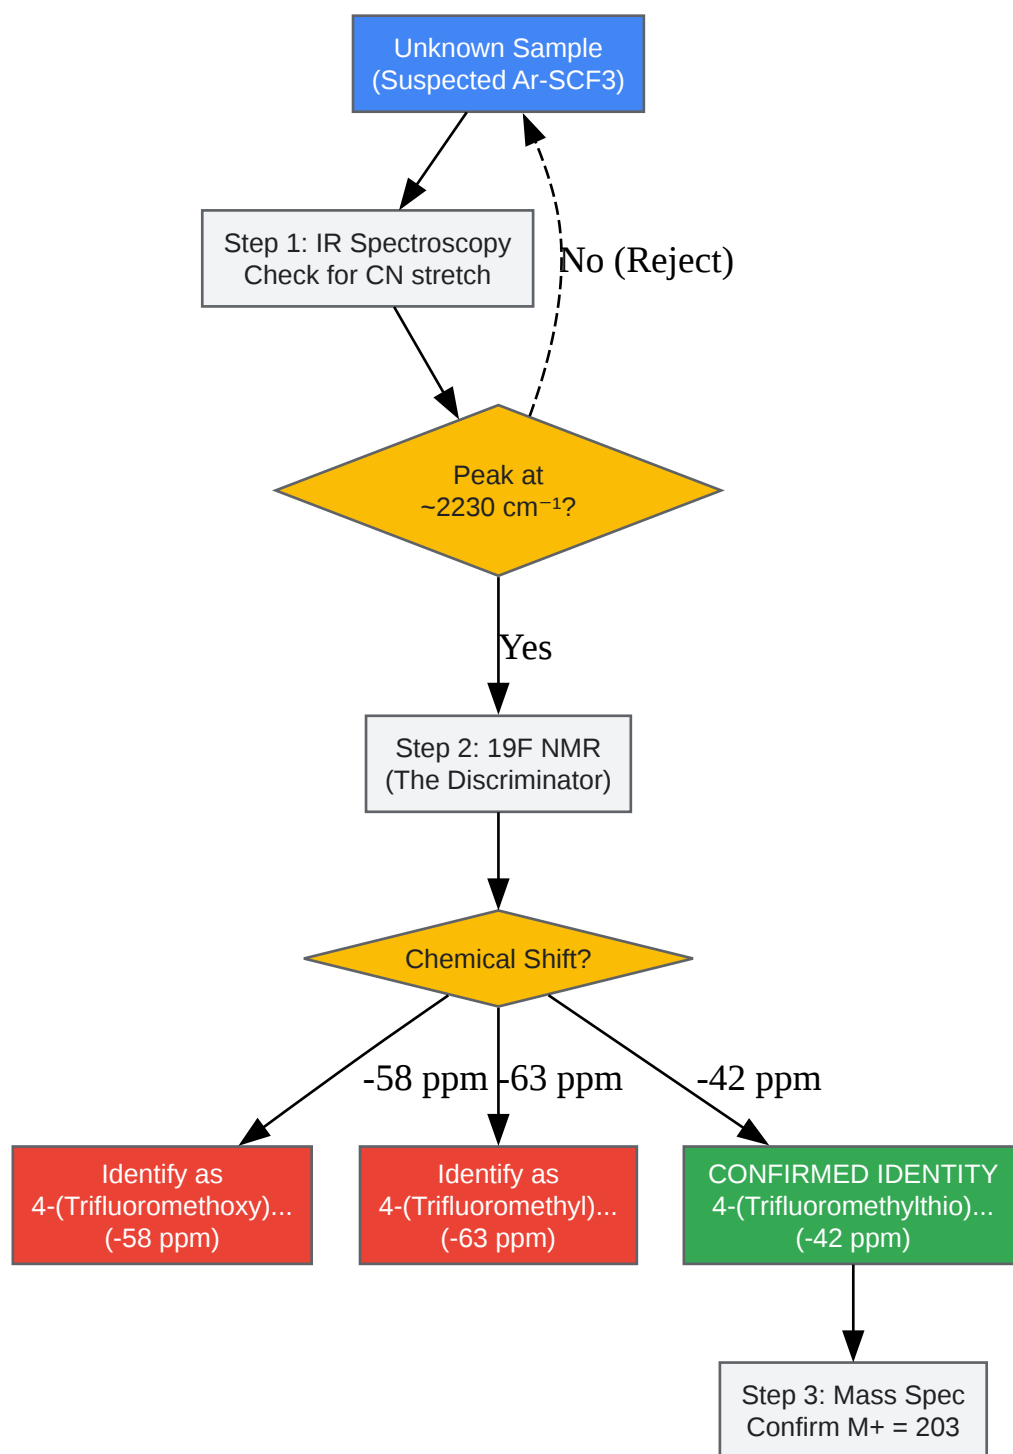 Unknown Sample
(Suspected Ar-SCF3)
Step 1: IR Spectroscopy
Check for CN stretch
No (Reject)
Peak at
~2230 cm⁻¹?
Yes
Step 2: 19F NMR
(The Discriminator)
Chemical Shift?
-58 ppm
-63 ppm
-42 ppm
Identify as
4-(Trifluoromethoxy)...
(-58 ppm)
Identify as
4-(Trifluoromethyl)...
(-63 ppm)
CONFIRMED IDENTITY
4-(Trifluoromethylthio)...
(-42 ppm)
Step 3: Mass Spec
Confirm M+ = 203